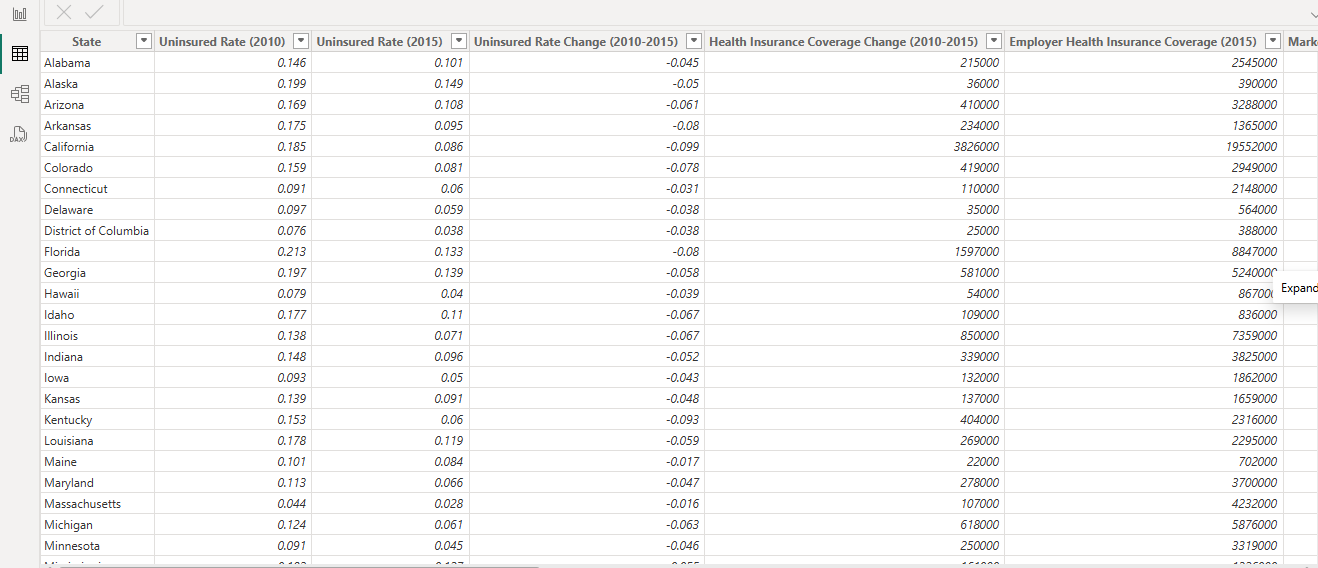 State Uninsured Rate (2010) Uninsured Rate (2015) Uninsured Rate Change (2010-2015) Health Insurance Coverage Change (2010-2015) Employer Health Insurance Coverage (2015) Mark
Alabama 0.146 0.101 -0.045 215000 2545000
Alaska 0.199 0.149 -0.05 36000 390000
Arizona 0.169 0.108 -0.061 410000 3288000
Arkansas 0.175 0.095 -0.08 234000 1365000
DAX
California 0.185 0.086 -0.099 3826000 19552000
Colorado 0.159 0.081 -0.078 419000 2949000
Connecticut 0.091 0.06 -0.031 110000 2148000
Delaware 0.097 0.059 -0.038 35000 564000
District of Columbia 0.076 0.038 -0.038 25000 388000
Florida 0.213 0.133 -0.08 1597000 8847000
Georgia 0.197 0.139 -0.058 581000 5240000
Hawaii 0.079 0.04 -0.039 54000 867000 Expand
Idaho 0.177 0.11 -0.067 109000 836000
Illinois 0.138 0.071 -0.067 850000 7359000
Indiana 0.148 0.096 -0.052 339000 3825000
Iowa 0.093 0.05 -0.043 132000 1862000
Kansas 0.139 0.091 -0.048 137000 1659000
Kentucky 0.153 0.06 -0.093 404000 2316000
Louisiana 0.178 0.119 -0.059 269000 2295000
Maine 0.101 0.084 -0.017 22000 702000
Maryland 0.113 0.066 -0.047 278000 3700000
Massachusetts 0.044 0.028 -0.016 107000 4232000
Michigan 0.124 0.061 -0.063 618000 5876000
Minnesota 0.091 0.045 -0.046 250000 3319000